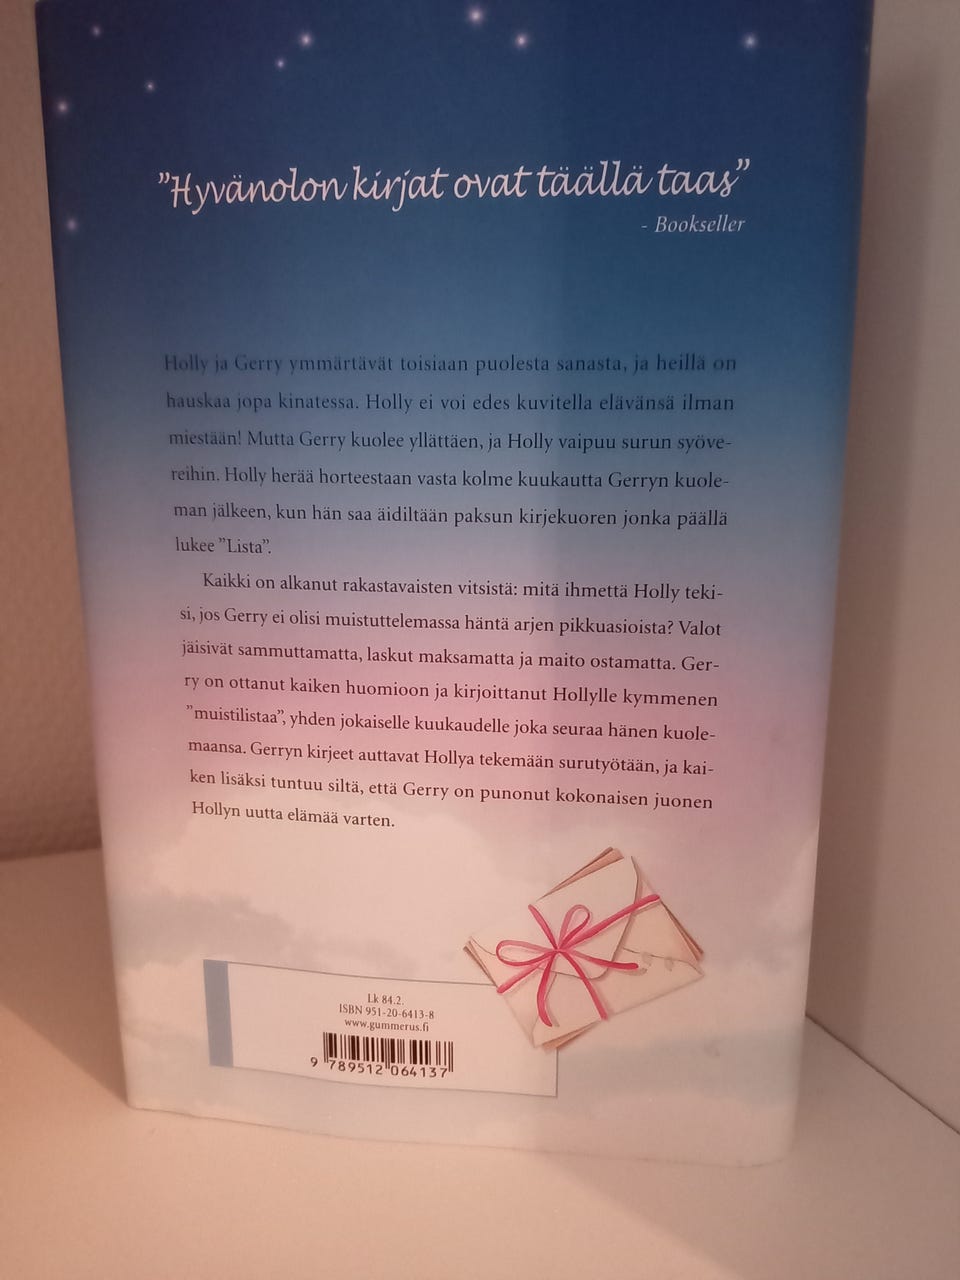 ”Hyvänolon kirjat ovat täällä taas”
- Bookseller
Holly ja Gerry ymmärtävät toisiaan puolesta sanasta, ja heillä on
hauskaa jopa kinatessa. Holly ei voi edes kuvitella elävänsä ilman
miestään! Mutta Gerry kuolee yllättäen, ja Holly vaipuu surun syöve-
reihin. Holly herää horteestaan vasta kolme kuukautta Gerryn kuole-
man jälkeen, kun hän saa äidiltään paksun kirjekuoren jonka päällä
lukee ”Lista”.
Kaikki on alkanut rakastavaisten vitsistä: mitä ihmettä Holly teki-
si, jos Gerry ei olisi muistuttelemassa häntä arjen pikkuasioista? Valot
jäisivät sammuttamatta, laskut maksamatta ja maito ostamatta. Ger-
ry on ottanut kaiken huomioon ja kirjoittanut Hollylle kymmenen
”muistilistaa”, yhden jokaiselle kuukaudelle joka seuraa hänen kuole-
maansa. Gerryn kirjeet auttavat Hollya tekemään surutyötään, ja kai-
ken lisäksi tuntuu siltä, että Gerry on punonut kokonaisen juonen
Hollyn uutta elämää varten.
Lk 84.2.
ISBN 951-20-6413-8
www.gummerus.fi
9 789512 064137